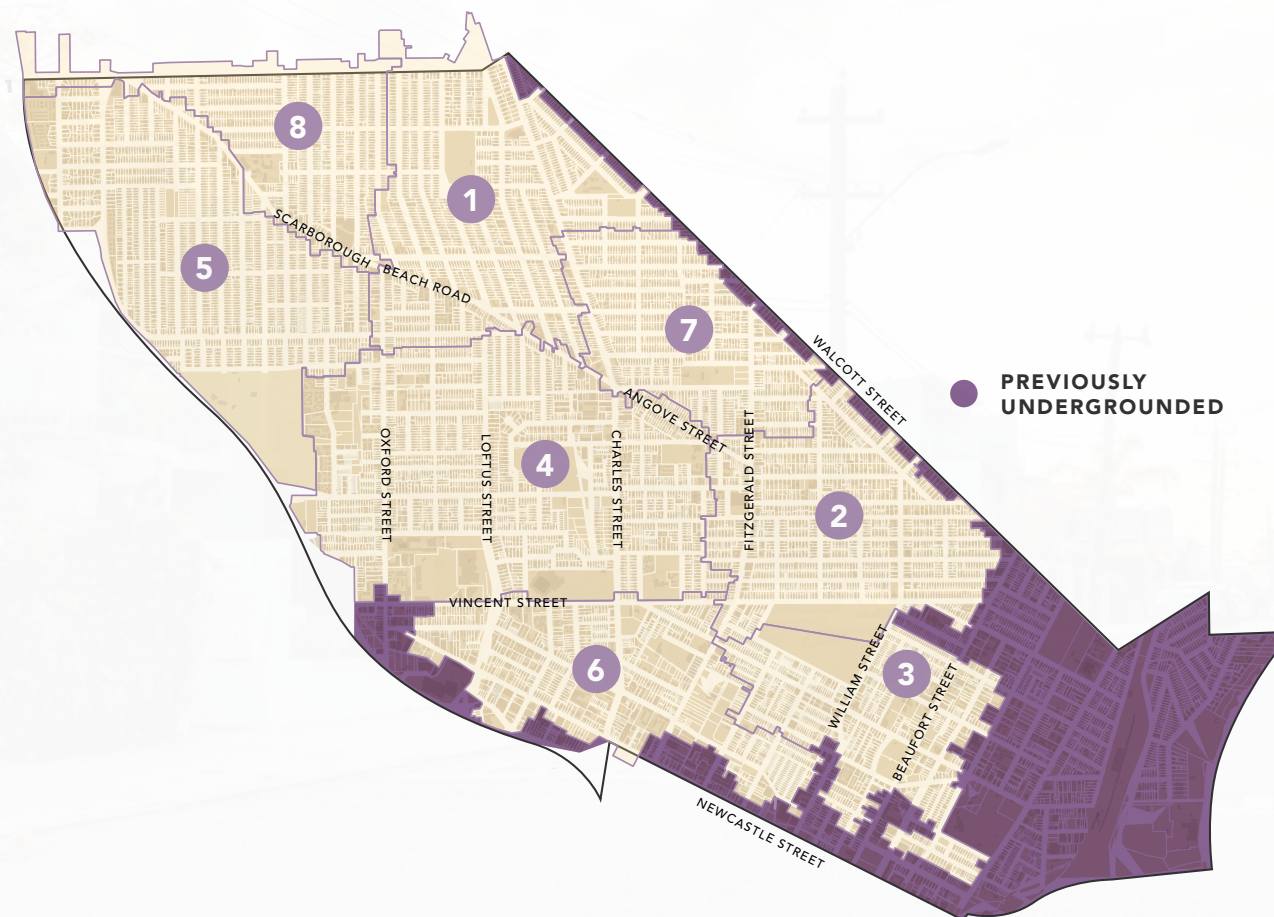 8
1
SCARBOROUGH BEACH ROAD
5
7
WALCOTT STREET
PREVIOUSLY
UNDERGROUNDED
ANGOVE STREET
OXFORD STREET
LOFTUS STREET
4
CHARLES STREET
FITZGERALD STREET
2
VINCENT STREET
6
WILLIAM STREET
3
BEAUFORT STREET
NEWCASTLE STREET